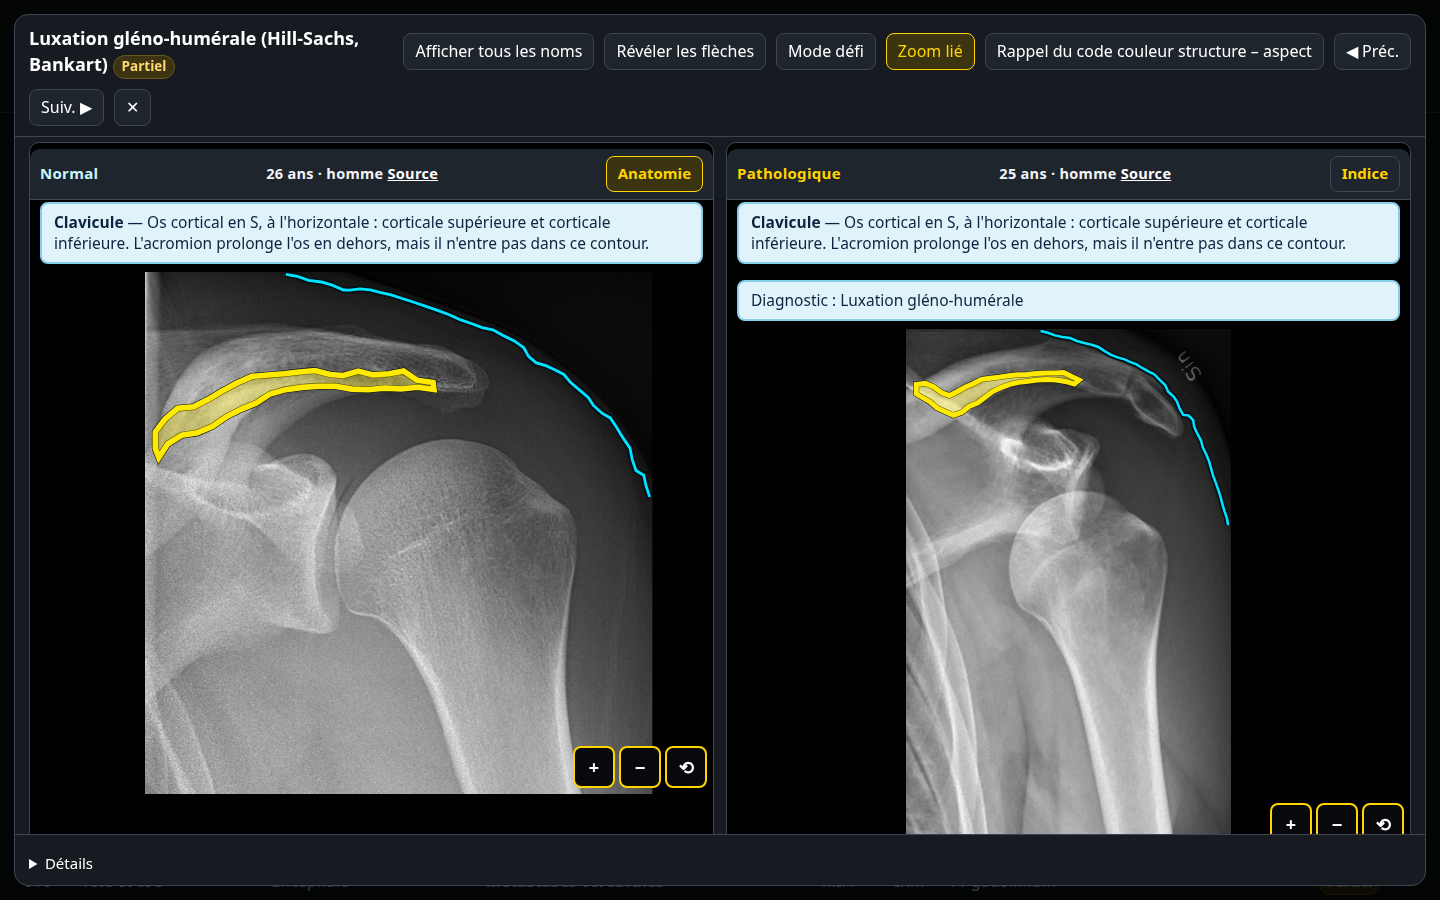 Luxation gléno-humérale (Hill-Sachs,
Bankart) Partiel
Afficher tous les noms
Révéler les flèches
Mode défi
Zoom lié
Rappel du code couleur structure – aspect
◀ Préc.
Suiv. ▶
✕
Normal
26 ans · homme Source
Anatomie
Clavicule — Os cortical en S, à l'horizontale : corticale supérieure et corticale
inférieure. L'acromion prolonge l'os en dehors, mais il n'entre pas dans ce contour.
+
−
⟲
Pathologique
25 ans · homme Source
Indice
Clavicule — Os cortical en S, à l'horizontale : corticale supérieure et corticale
inférieure. L'acromion prolonge l'os en dehors, mais il n'entre pas dans ce contour.
Diagnostic : Luxation gléno-humérale
Sin
+
−
⟲
▶ Détails